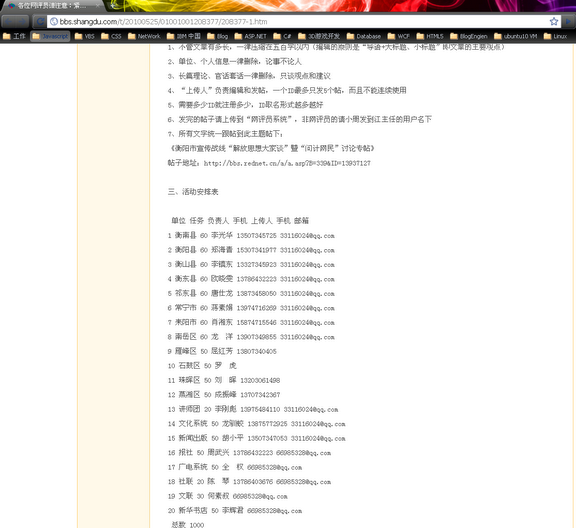 各位网评员请注意：紧...
bbs.shangdu.com/t/20100525/01001001208377/208377-1.htm
工作 Javascript VBS CSS NetWork IBM 中国 Blog ASP.NET C# 3D游戏开发 Database WCF HTML5 BlogEngien ubuntu10 VM Linux
1、不管文章有多长，一律压缩在五百字以内（编辑的原则是“导语+大标题、小标题”即文章的主要观点）
2、单位、个人信息一律删除，论事不论人
3、长篇理论、官话套话一律删除，只谈观点和建议
4、“上传人”负责编辑和发帖，一个ID最多只发5个帖，而且不能连续使用
5、需要多少ID就注册多少，ID取名形式越多越好
6、发完的帖子请上传到“网评员系统”，非网评员的请小周发到江主任的用户名下
7、所有文字统一跟帖到此主题帖下：
《衡阳市宣传战线“解放思想大家谈”暨“问计网民”讨论专帖》
帖子地址：http://bbs.rednet.cn/a/a.asp?B=339&ID=13937127
三、活动安排表
单位 任务 负责人 手机 上传人 手机 邮箱
1 衡南县 60 李光华 13507345725 33116024@qq.com
2 衡阳县 60 郑海香 15307341977 33116024@qq.com
3 衡山县 60 李镇东 13327345923 33116024@qq.com
4 衡东县 60 欧晓雯 13786432223 33116024@qq.com
5 祁东县 60 唐仕龙 13873458050 33116024@qq.com
6 常宁市 60 蒋素娟 13974716269 33116024@qq.com
7 耒阳市 60 肖湘东 15874715546 33116024@qq.com
8 南岳区 60 龙 洋 13907349855 33116024@qq.com
9 雁峰区 50 屈红芳 13807340405
10 石鼓区 50 罗 虎
11 珠晖区 50 刘 晖 13203061498
12 蒸湘区 50 成振峰 13707342367
13 讲师团 20 李刚彪 13975484110 33116024@qq.com
14 文化系统 50 龙驯蛟 13875772925 33116024@qq.com
15 新闻出版 50 胡小平 13507347053 33116024@qq.com
16 报社 50 周武兴 13786432223 66985328@qq.com
17 广电系统 50 全 权 66985328@qq.com
18 社联 20 陈 琴 13786403676 66985328@qq.com
19 文联 30 何素叔 66985328@qq.com
20 新华书店 50 李辉君 66985328@qq.com
总数 1000